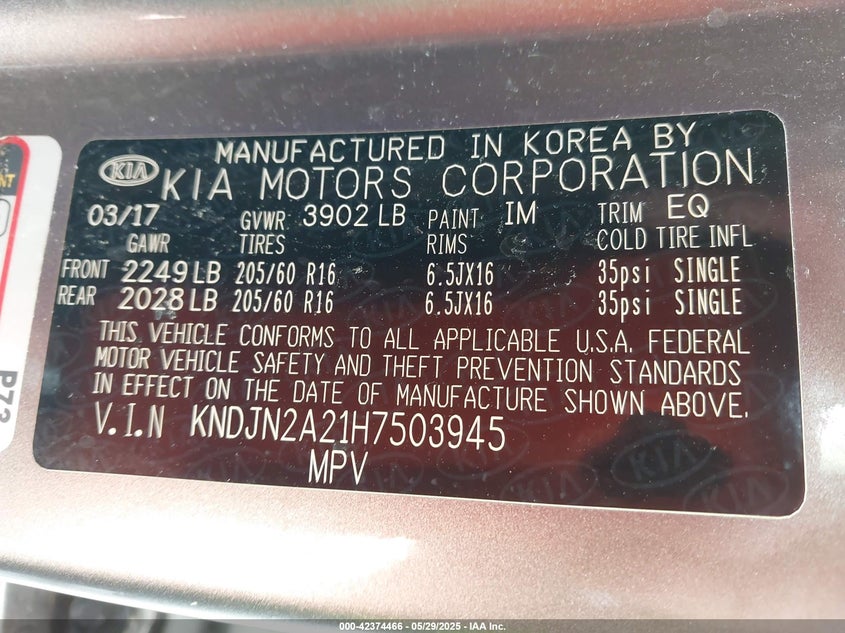 MANUFACTURED IN KOREA BY
KIA KIA MOTORS CORPORATION
03/17 GVWR 3902 LB PAINT IM TRIM EQ
GAWR TIRES RIMS COLD TIRE INFL
FRONT 2249 LB 205/60 R16 6.5JX16 35psi SINGLE
REAR 2028 LB 205/60 R16 6.5JX16 35psi SINGLE
THIS VEHICLE CONFORMS TO ALL APPLICABLE U.S.A. FEDERAL
MOTOR VEHICLE SAFETY AND THEFT PREVENTION STANDARDS
IN EFFECT ON THE DATE OF MANUFACTURE SHOWN ABOVE.
V.I.N KNDJN2A21H7503945
MPV
P73
000-42374466 - 05/29/2025 - IAA Inc.